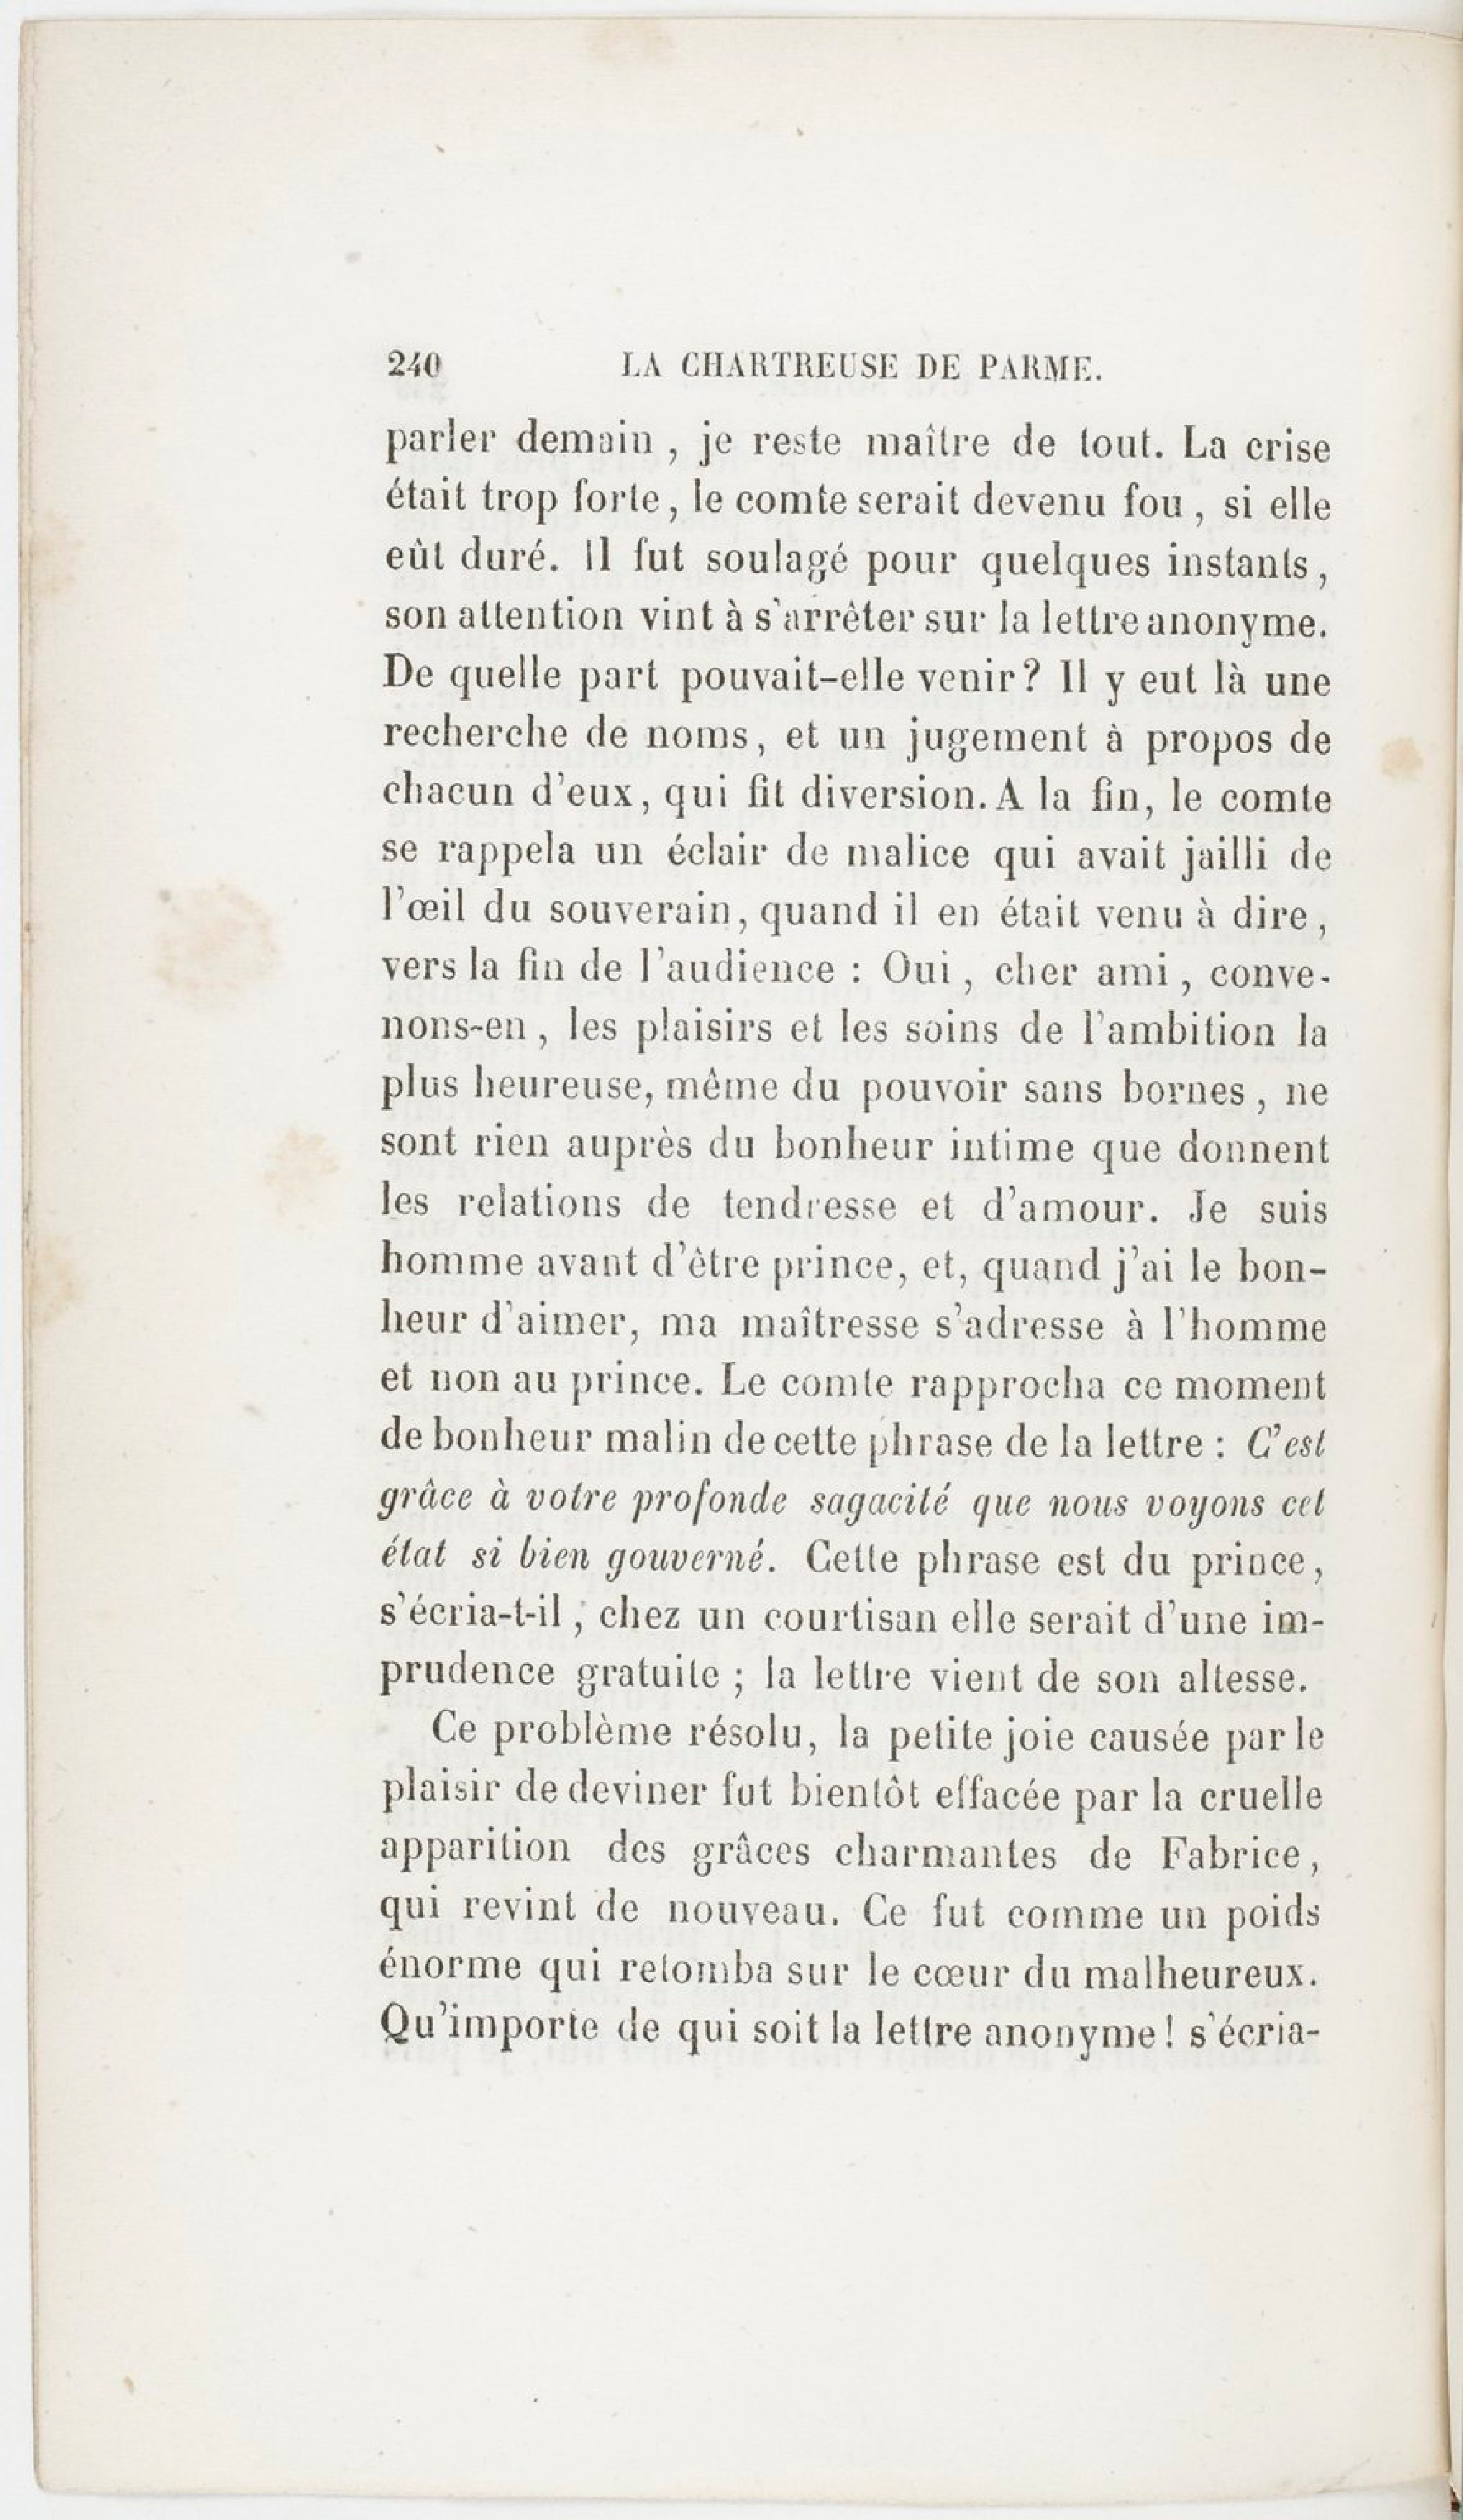 240 LA CHARTREUSE DE PARME.
parler demain, je reste maître de tout. La crise
était trop forte, le comte serait devenu fou, si elle
eût duré. Il fut soulagé pour quelques instants,
son attention vint à s'arrêter sur la lettre anonyme.
De quelle part pouvait-elle venir? Il y eut là une
recherche de noms, et un jugement à propos de
chacun d'eux, qui fit diversion. A la fin, le comte
se rappela un éclair de malice qui avait jailli de
l'œil du souverain, quand il en était venu à dire,
vers la fin de l'audience : Oui, cher ami, conve-
nons-en, les plaisirs et les soins de l'ambition la
plus heureuse, même du pouvoir sans bornes, ne
sont rien auprès du bonheur intime que donnent
les relations de tendresse et d'amour. Je suis
homme avant d'être prince, et, quand j'ai le bon-
heur d'aimer, ma maîtresse s'adresse à l'homme
et non au prince. Le comte rapprocha ce moment
de bonheur malin de cette phrase de la lettre : C'est
grâce à votre profonde sagacité que nous voyons cet
état si bien gouverné. Cette phrase est du prince,
s'écria-t-il, chez un courtisan elle serait d'une im-
prudence gratuite ; la lettre vient de son altesse.
Ce problème résolu, la petite joie causée par le
plaisir de deviner fut bientôt effacée par la cruelle
apparition des grâces charmantes de Fabrice,
qui revint de nouveau. Ce fut comme un poids
énorme qui retomba sur le cœur du malheureux.
Qu'importe de qui soit la lettre anonyme! s'écria-